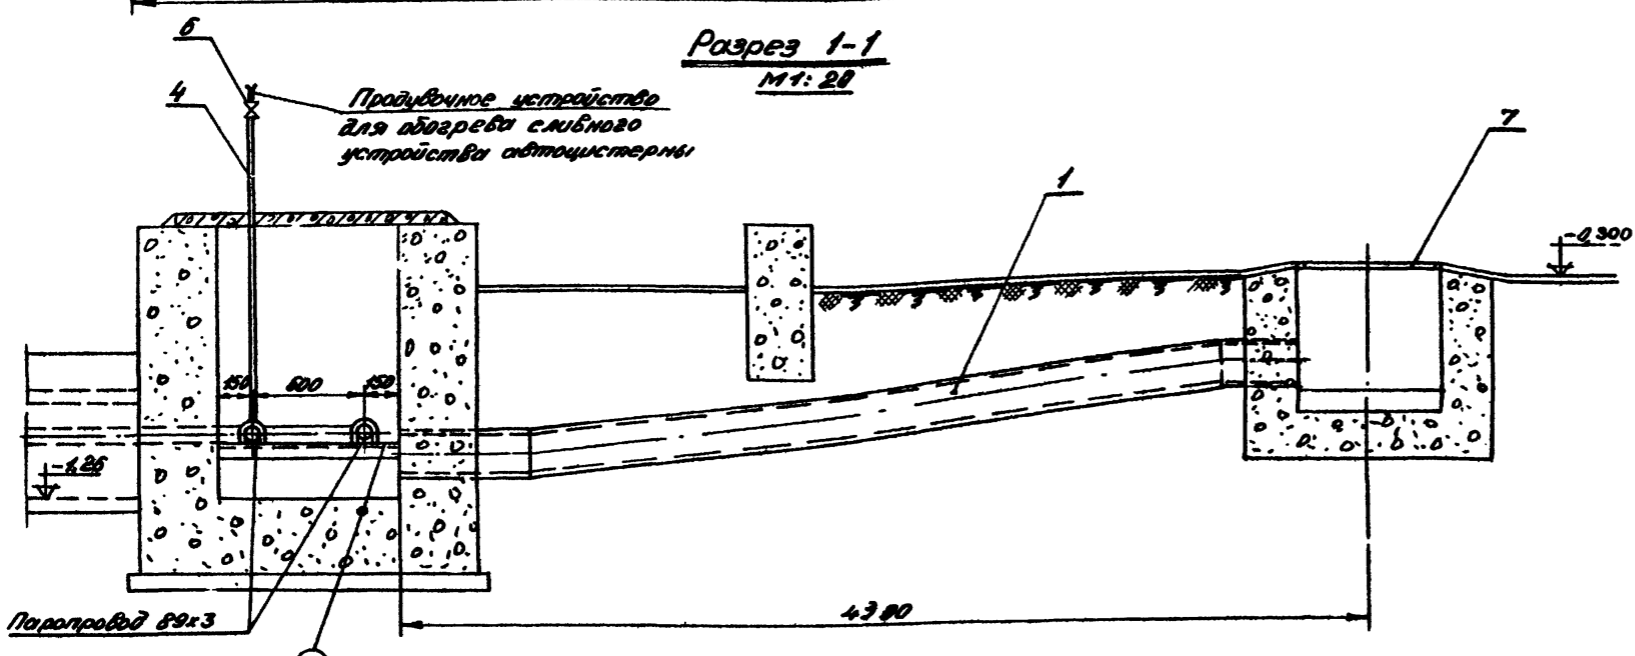 Разрез 1-1
М1:20
6
4
Продувочное устройство
для обогрева сливного
устройства автоцистерны
7
1
-0,300
150 600 150
-1,26
Паропровод 89х3
4300